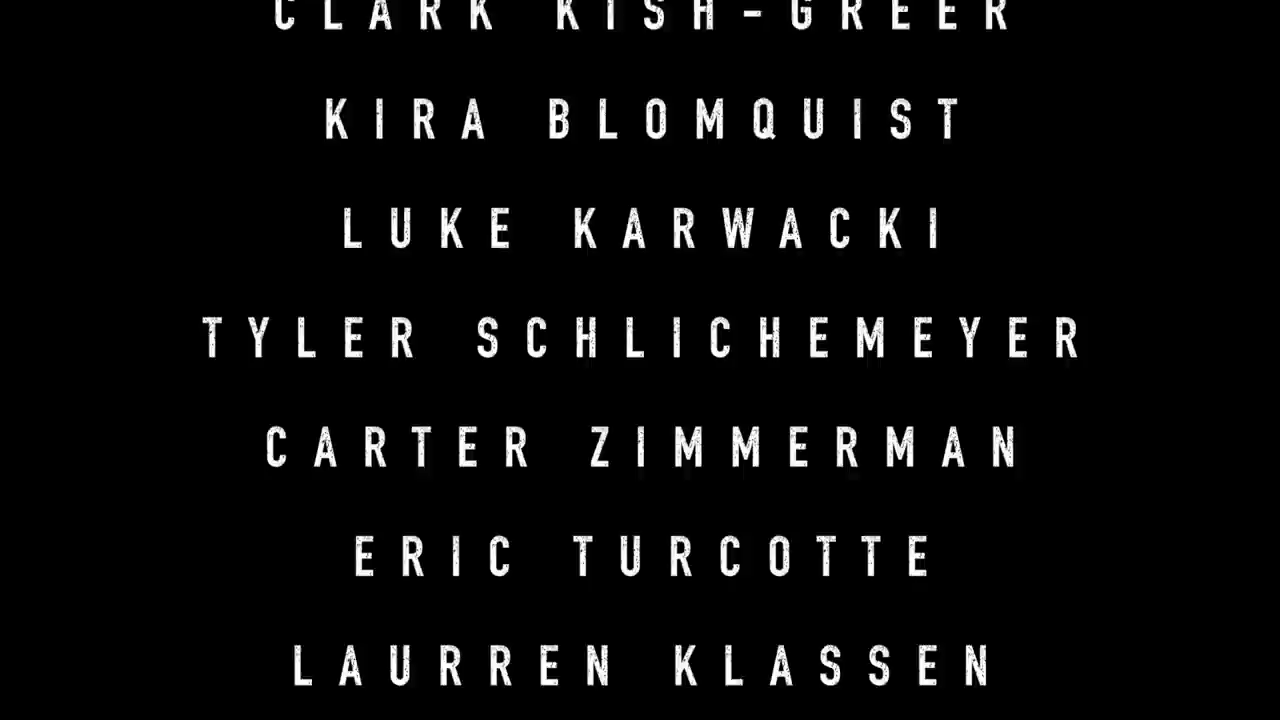 CLARK KISH-GREER
KIRA BLOMQUIST
LUKE KARWACKI
TYLER SCHLICHEMEYER
CARTER ZIMMERMAN
ERIC TURCOTTE
LAURREN KLASSEN